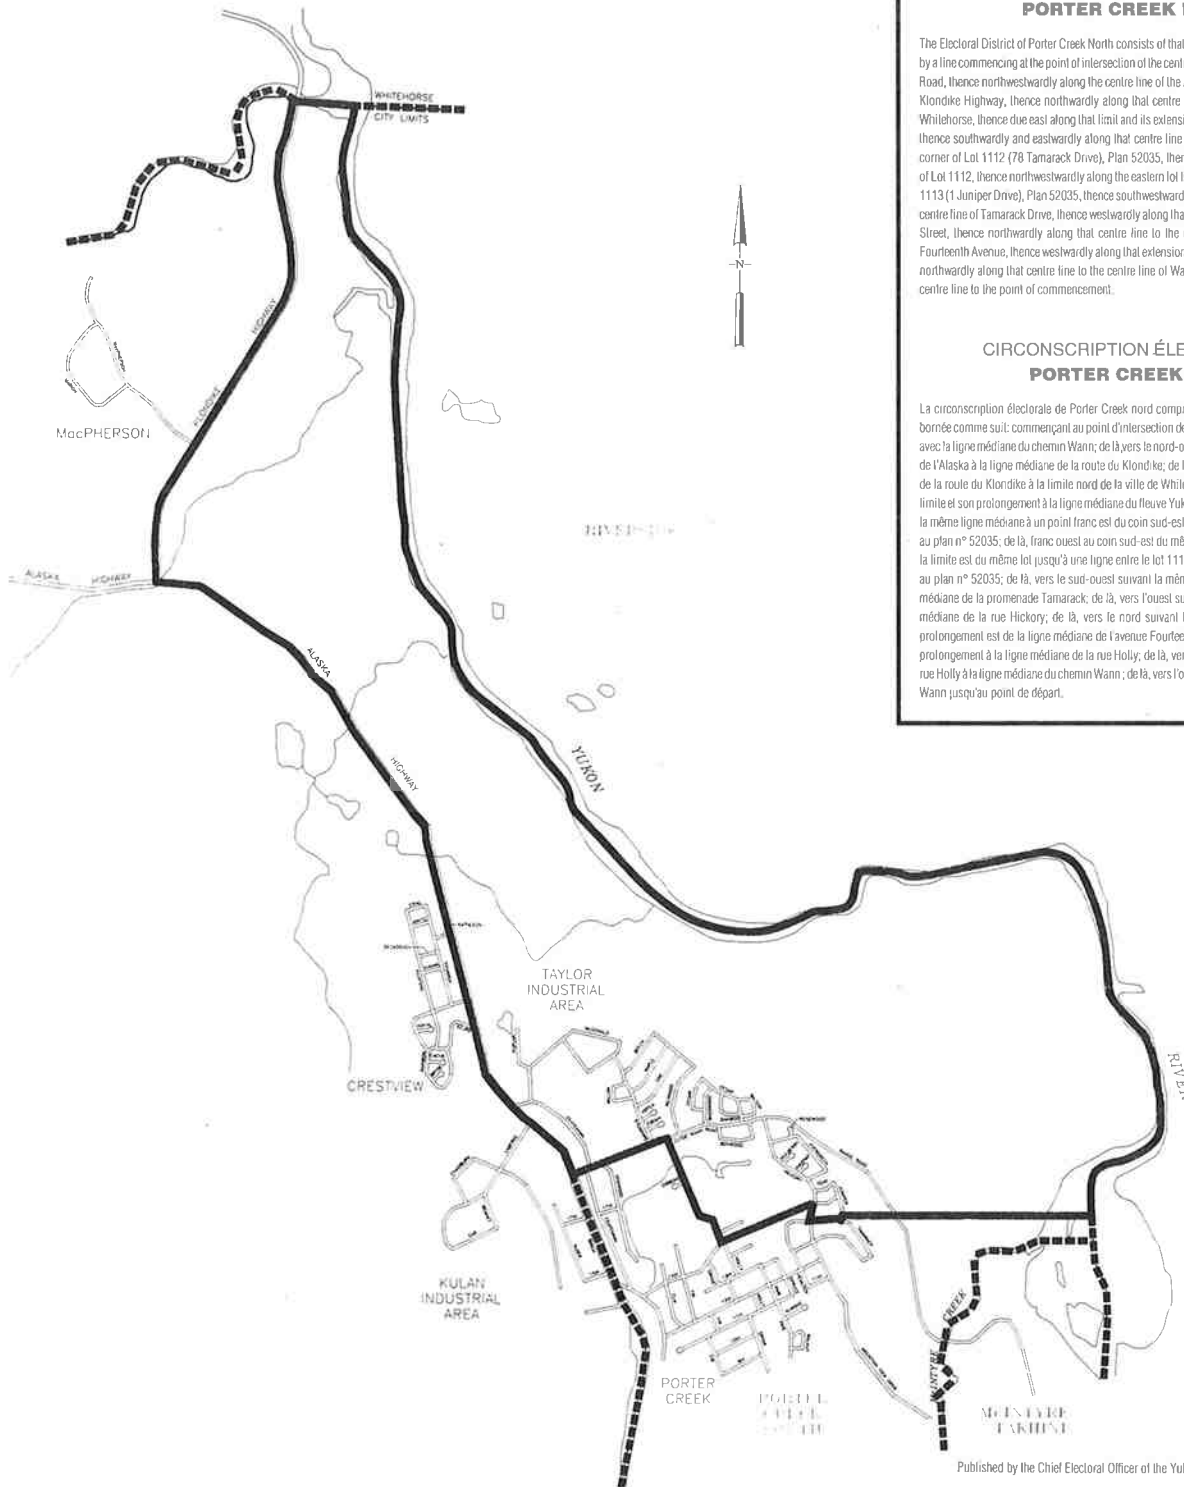 PORTER CREEK
The Electoral District of Porter Creek North consists of that
by a line commencing at the point of intersection of the centr
Road, thence northwestwardly along the centre line of the
Klondike Highway, thence northwardly along that centre
Whitehorse, thence due east along that limit and its extensi
thence southwardly and eastwardly along that centre line
corner of Lot 1112 (78 Tamarack Drive), Plan 52035, then
of Lot 1112, thence northwestwardly along the eastern lot l
1113 (1 Juniper Drive), Plan 52035, thence southwestward
centre line of Tamarack Drive, thence westwardly along tha
Street, thence northwardly along that centre line to the
Fourteenth Avenue, thence westwardly along that extension
northwardly along that centre line to the centre line of Wa
centre line to the point of commencement.
CIRCONSCRIPTION ÉLE
PORTER CREEK
La circonscription électorale de Porter Creek nord comp
bornée comme suit: commençant au point d'intersection de
avec la ligne médiane du chemin Wann; de là, vers le nord-o
de l'Alaska à la ligne médiane de la route du Klondike; de l
de la route du Klondike à la limite nord de la ville de While
limite et son prolongement à la ligne médiane du fleuve Yuk
la même ligne médiane à un point franc est du coin sud-est
au plan n° 52035; de là, franc ouest au coin sud-est du mê
la limite est du même lot jusqu'à une ligne entre le lot 111
au plan n° 52035; de là, vers le sud-ouest suivant la mêm
médiane de la promenade Tamarack; de là, vers l'ouest su
médiane de la rue Hickory; de là, vers le nord suivant l
prolongement est de la ligne médiane de l'avenue Fourtee
prolongement à la ligne médiane de la rue Holly; de là, ver
rue Holly à la ligne médiane du chemin Wann ; de là, vers l'o
Wann jusqu'au point de départ.
WHITEHORSE
CITY LIMITS
N
HIGHWAY
KLONDIKE
MacPHERSON
RIVERSIDE
ALASKA
HIGHWAY
ALASKA
HIGHWAY
YUKON
RIVER
TAYLOR
INDUSTRIAL
AREA
CRESTVIEW
KULAN
INDUSTRIAL
AREA
CREEK
McINTYRE
PORTER
CREEK
PORTER
CREEK
SOUTH
McINTYRE
TAKHINI
Published by the Chief Electoral Officer of the Yu